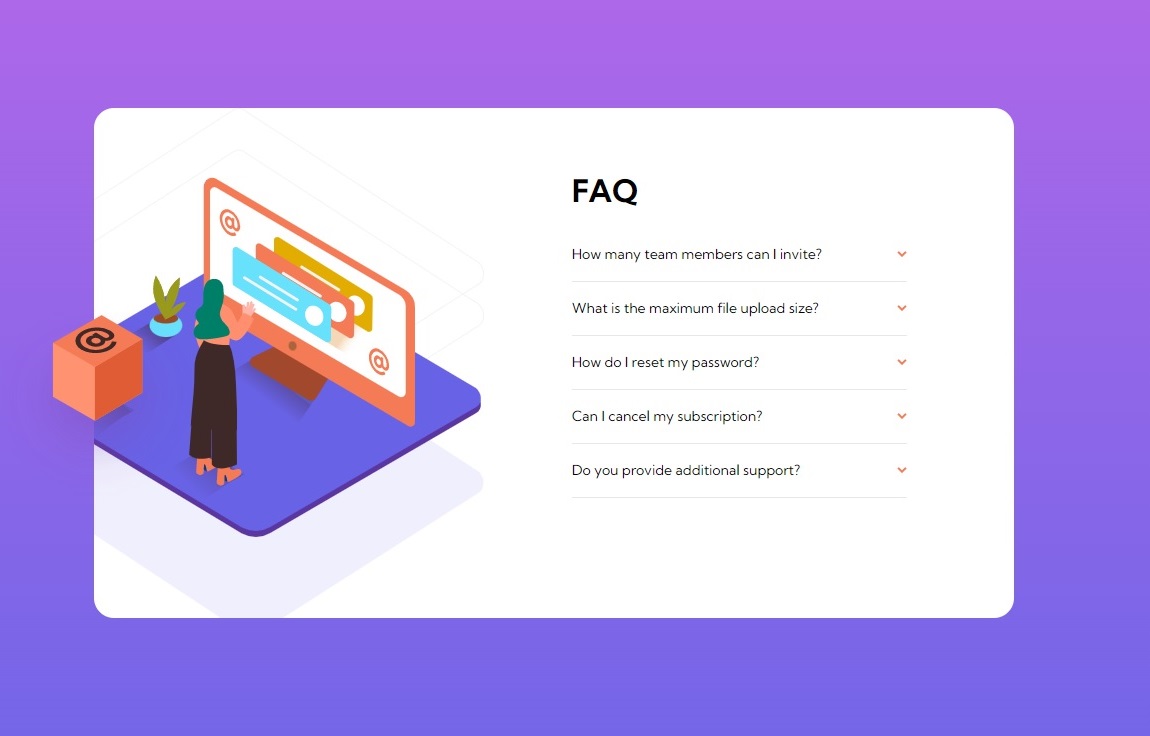 FAQ
How many team members can I invite?
What is the maximum file upload size?
How do I reset my password?
Can I cancel my subscription?
Do you provide additional support?
@
@
@